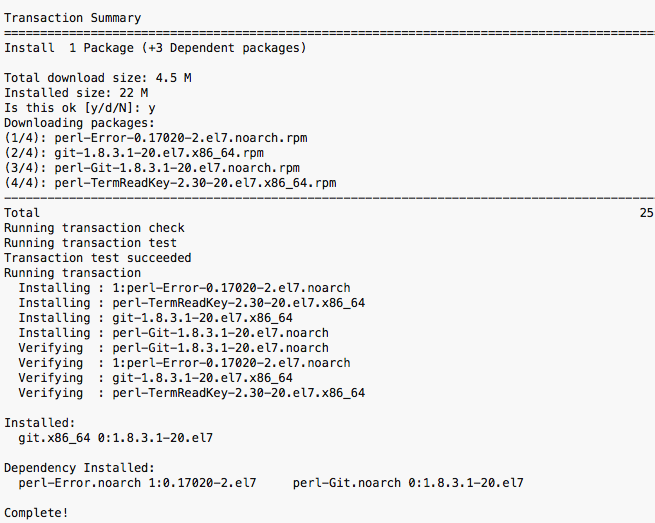 Transaction Summary
================================================================================
Install  1 Package (+3 Dependent packages)
Total download size: 4.5 M
Installed size: 22 M
Is this ok [y/d/N]: y
Downloading packages:
(1/4): perl-Error-0.17020-2.el7.noarch.rpm
(2/4): git-1.8.3.1-20.el7.x86_64.rpm
(3/4): perl-Git-1.8.3.1-20.el7.noarch.rpm
(4/4): perl-TermReadKey-2.30-20.el7.x86_64.rpm
--------------------------------------------------------------------------------
Total 25
Running transaction check
Running transaction test
Transaction test succeeded
Running transaction
  Installing : 1:perl-Error-0.17020-2.el7.noarch
  Installing : perl-TermReadKey-2.30-20.el7.x86_64
  Installing : git-1.8.3.1-20.el7.x86_64
  Installing : perl-Git-1.8.3.1-20.el7.noarch
  Verifying  : perl-Git-1.8.3.1-20.el7.noarch
  Verifying  : 1:perl-Error-0.17020-2.el7.noarch
  Verifying  : git-1.8.3.1-20.el7.x86_64
  Verifying  : perl-TermReadKey-2.30-20.el7.x86_64
Installed:
  git.x86_64 0:1.8.3.1-20.el7
Dependency Installed:
  perl-Error.noarch 1:0.17020-2.el7     perl-Git.noarch 0:1.8.3.1-20.el7
Complete!